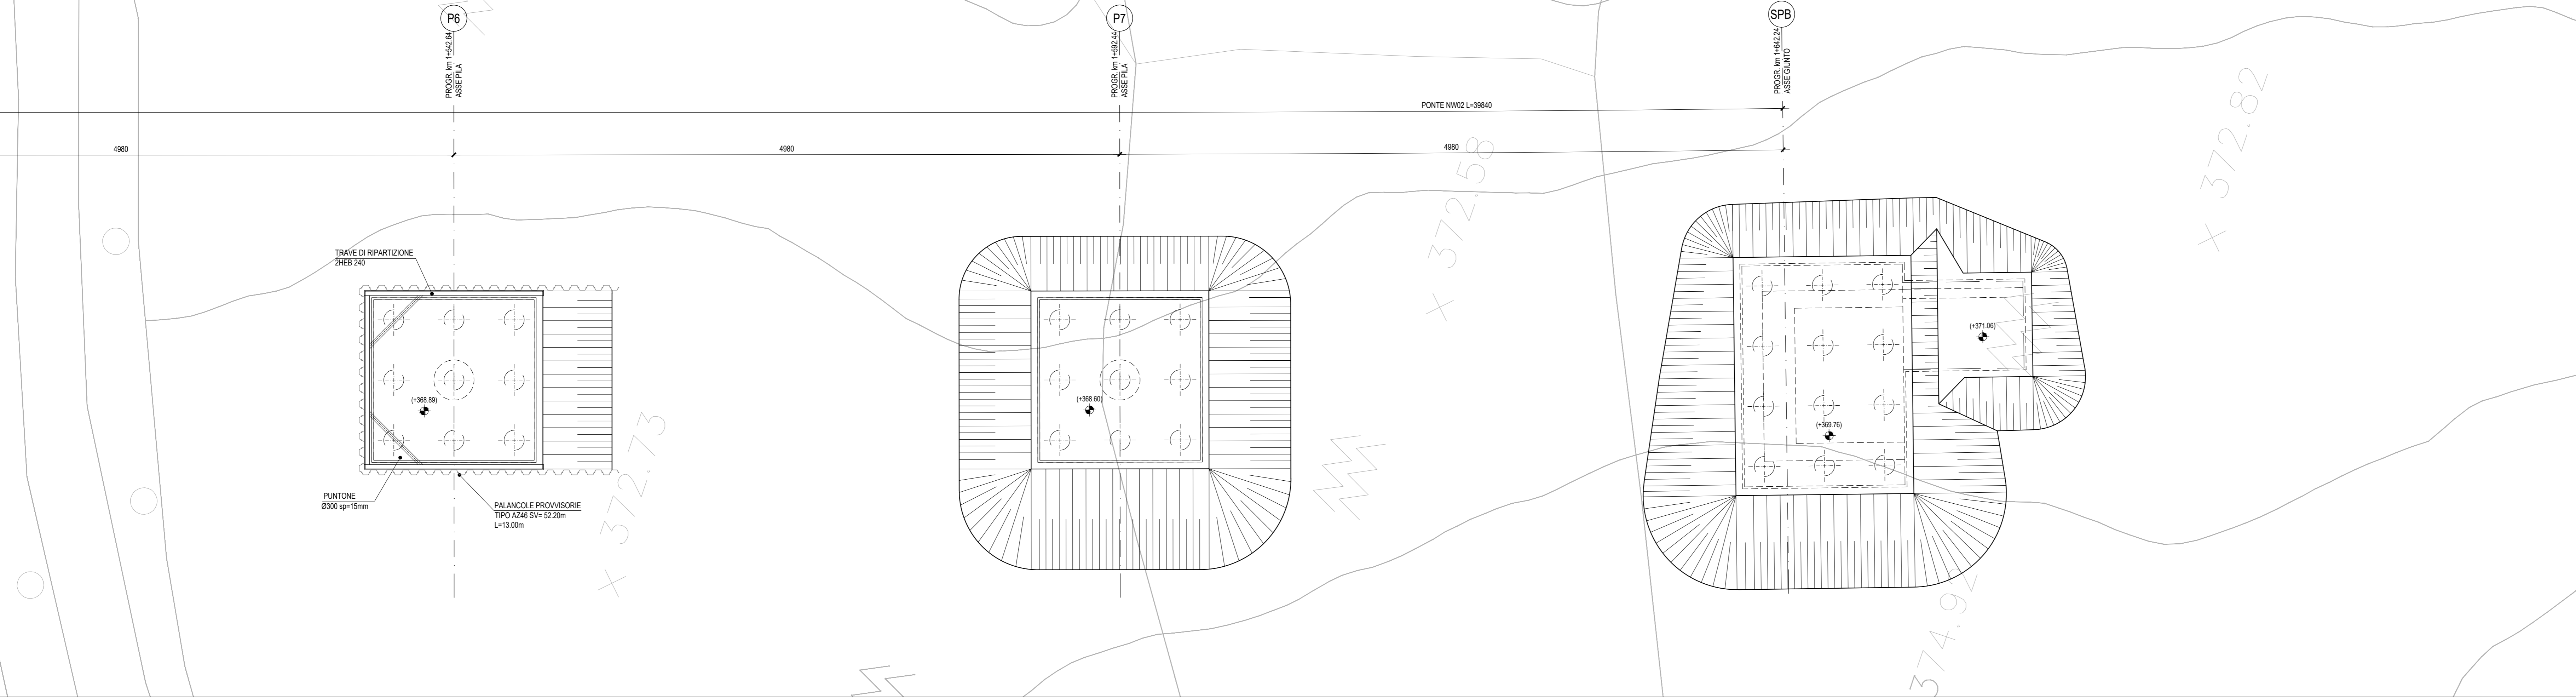 P6
PROGR. km 1+542.64
ASSE PILA
P7
PROGR. km 1+592.44
ASSE PILA
SPB
PROGR. km 1+642.24
ASSE GIUNTO
PONTE NW02 L=39840
4980
4980
4980
372.82
372.53
TRAVE DI RIPARTIZIONE
2HEB 240
(+371.06)
(+368.89)
(+368.60)
(+369.76)
372.73
PUNTONE
Ø300 sp=15mm
PALANCOLE PROVVISORIE
TIPO AZ46 SV= 52.20m
L=13.00m